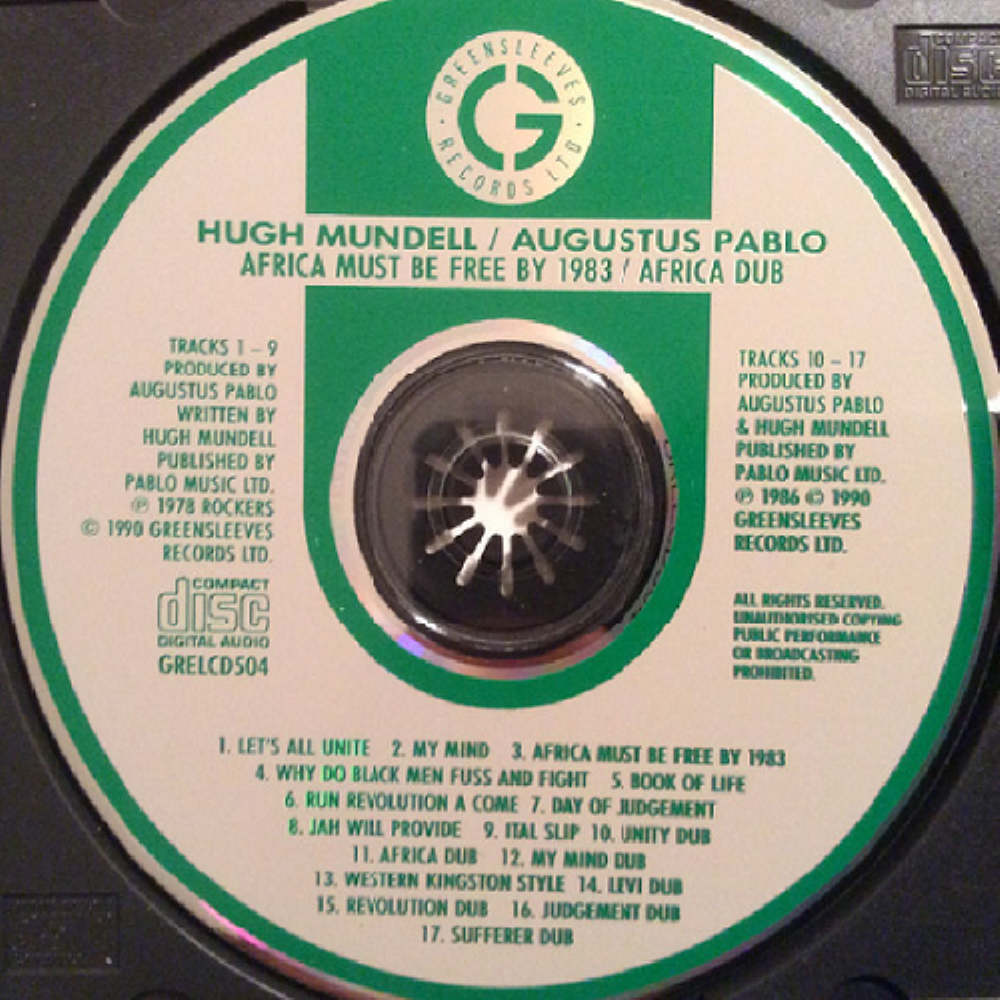 GREENSLEEVES · RECORDS LTD ·
HUGH MUNDELL / AUGUSTUS PABLO
AFRICA MUST BE FREE BY 1983 / AFRICA DUB
TRACKS 1 – 9
PRODUCED BY
AUGUSTUS PABLO
WRITTEN BY
HUGH MUNDELL
PUBLISHED BY
PABLO MUSIC LTD.
℗ 1978 ROCKERS
© 1990 GREENSLEEVES
RECORDS LTD.
COMPACT
disc
DIGITAL AUDIO
GRELCD504
TRACKS 10 – 17
PRODUCED BY
AUGUSTUS PABLO
& HUGH MUNDELL
PUBLISHED BY
PABLO MUSIC LTD.
℗ 1986 © 1990
GREENSLEEVES
RECORDS LTD.
ALL RIGHTS RESERVED.
UNAUTHORISED COPYING
PUBLIC PERFORMANCE
OR BROADCASTING
PROHIBITED.
1. LET'S ALL UNITE 2. MY MIND 3. AFRICA MUST BE FREE BY 1983
4. WHY DO BLACK MEN FUSS AND FIGHT 5. BOOK OF LIFE
6. RUN REVOLUTION A COME 7. DAY OF JUDGEMENT
8. JAH WILL PROVIDE 9. ITAL SLIP 10. UNITY DUB
11. AFRICA DUB 12. MY MIND DUB
13. WESTERN KINGSTON STYLE 14. LEVI DUB
15. REVOLUTION DUB 16. JUDGEMENT DUB
17. SUFFERER DUB
COMPACT
disc
DIGITAL AUDIO